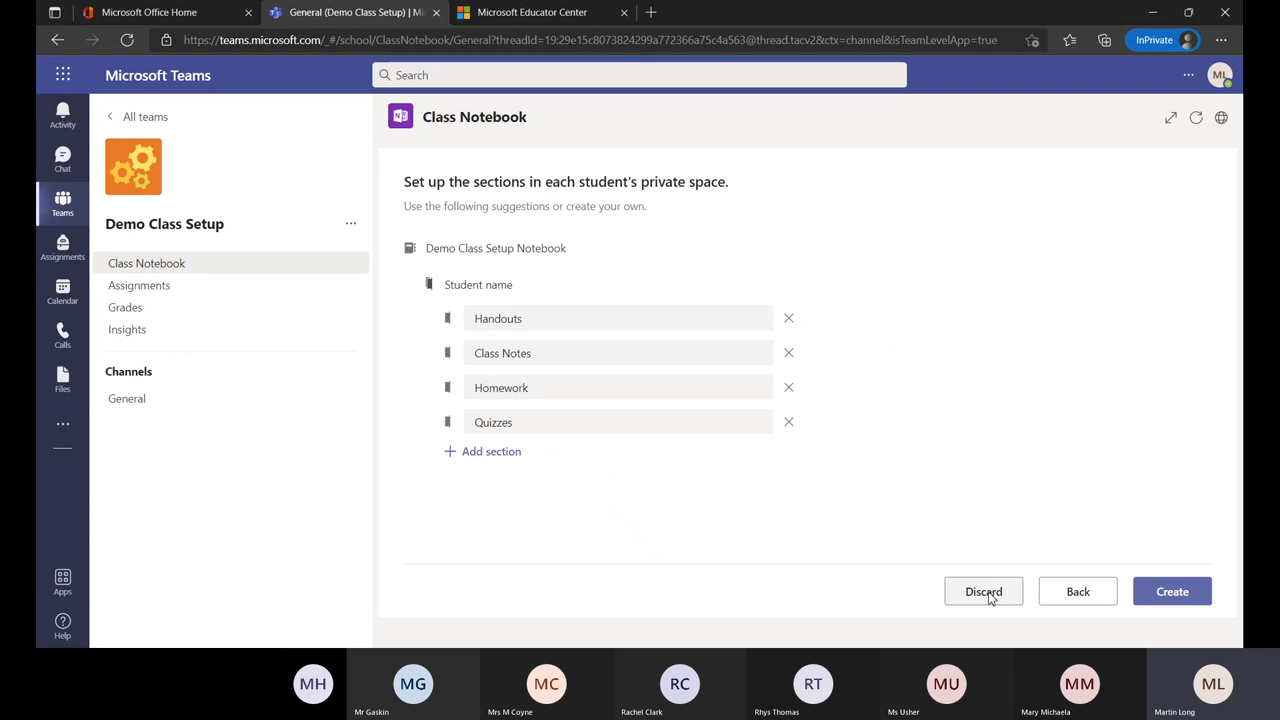 Microsoft Office Home
General (Demo Class Setup) | Mi
Microsoft Educator Center
https://teams.microsoft.com/_#/school/ClassNotebook/General?threadId=19:29e15c8073824299a772366a75c4a563@thread.tacv2&ctx=channel&isTeamLevelApp=true
InPrivate
Microsoft Teams
Search
ML
Activity
Chat
Teams
Assignments
Calendar
Calls
Files
Apps
Help
All teams
Demo Class Setup
Class Notebook
Assignments
Grades
Insights
Channels
General
Class Notebook
Set up the sections in each student's private space.
Use the following suggestions or create your own.
Demo Class Setup Notebook
Student name
Handouts
Class Notes
Homework
Quizzes
Add section
Discard
Back
Create
MH
MG
MC
RC
RT
MU
MM
ML
Mr Gaskin
Mrs M Coyne
Rachel Clark
Rhys Thomas
Ms Usher
Mary Michaela
Martin Long